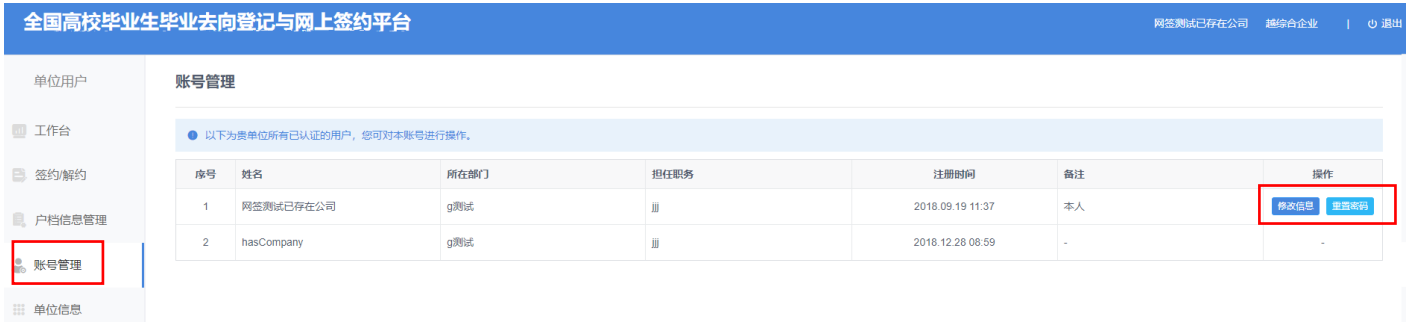 全国高校毕业生毕业去向登记与网上签约平台
网签测试已存在公司 越综合企业 | 退出
单位用户
工作台
签约/解约
户档信息管理
账号管理
单位信息
账号管理
以下为贵单位所有已认证的用户，您可对本账号进行操作。
序号 姓名 所在部门 担任职务 注册时间 备注 操作
1 网签测试已存在公司 g测试 jjj 2018.09.19 11:37 本人 修改信息 重置密码
2 hasCompany g测试 jjj 2018.12.28 08:59 - -